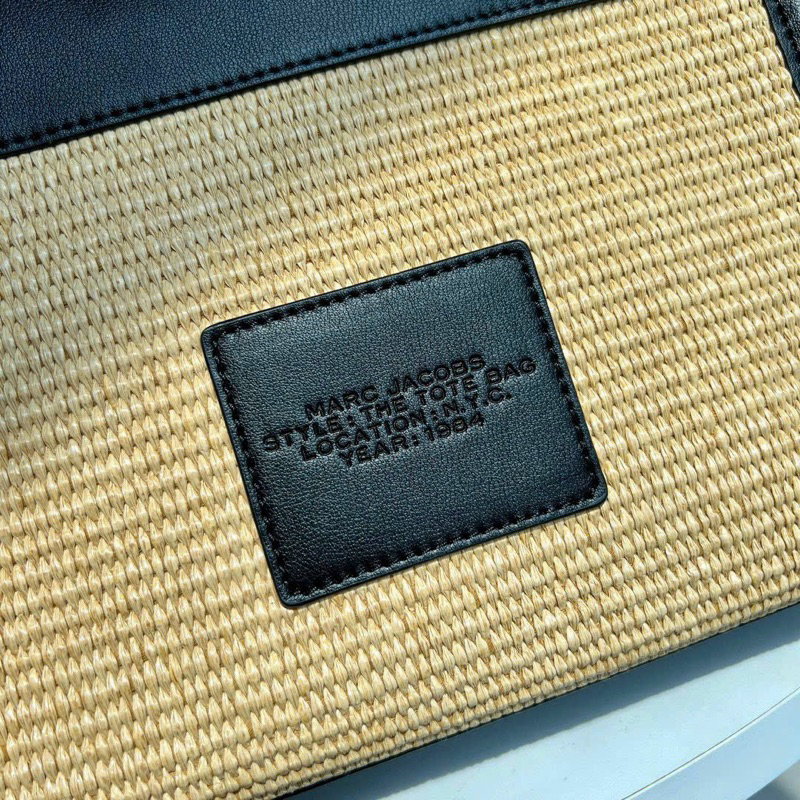 MARC JACOBS
STYLE: THE TOTE BAG
LOCATION: N.Y.C.
YEAR: 1984